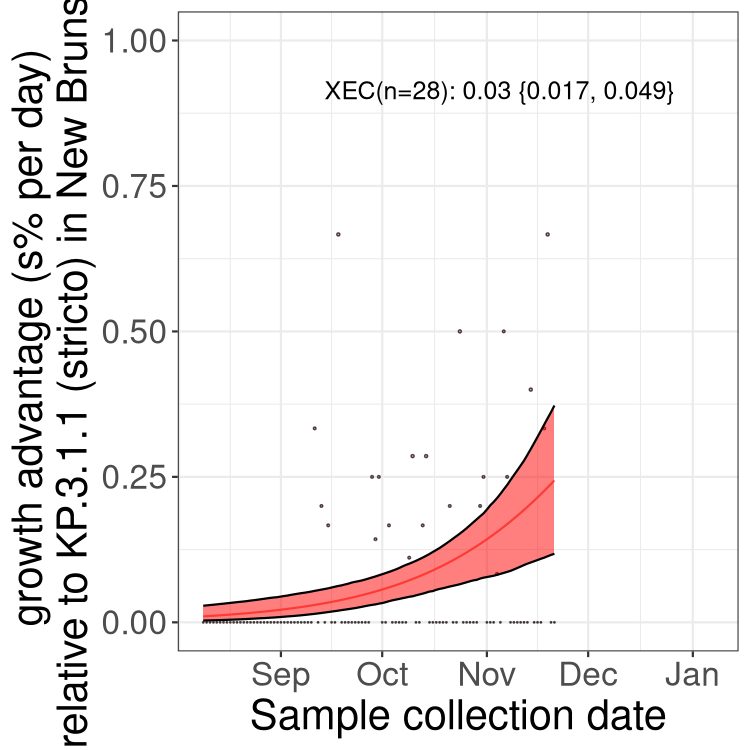 growth advantage (s% per day)
relative to KP.3.1.1 (stricto) in New Bruns
1.00
0.75
0.50
0.25
0.00
XEC(n=28): 0.03 {0.017, 0.049}
Sep Oct Nov Dec Jan
Sample collection date